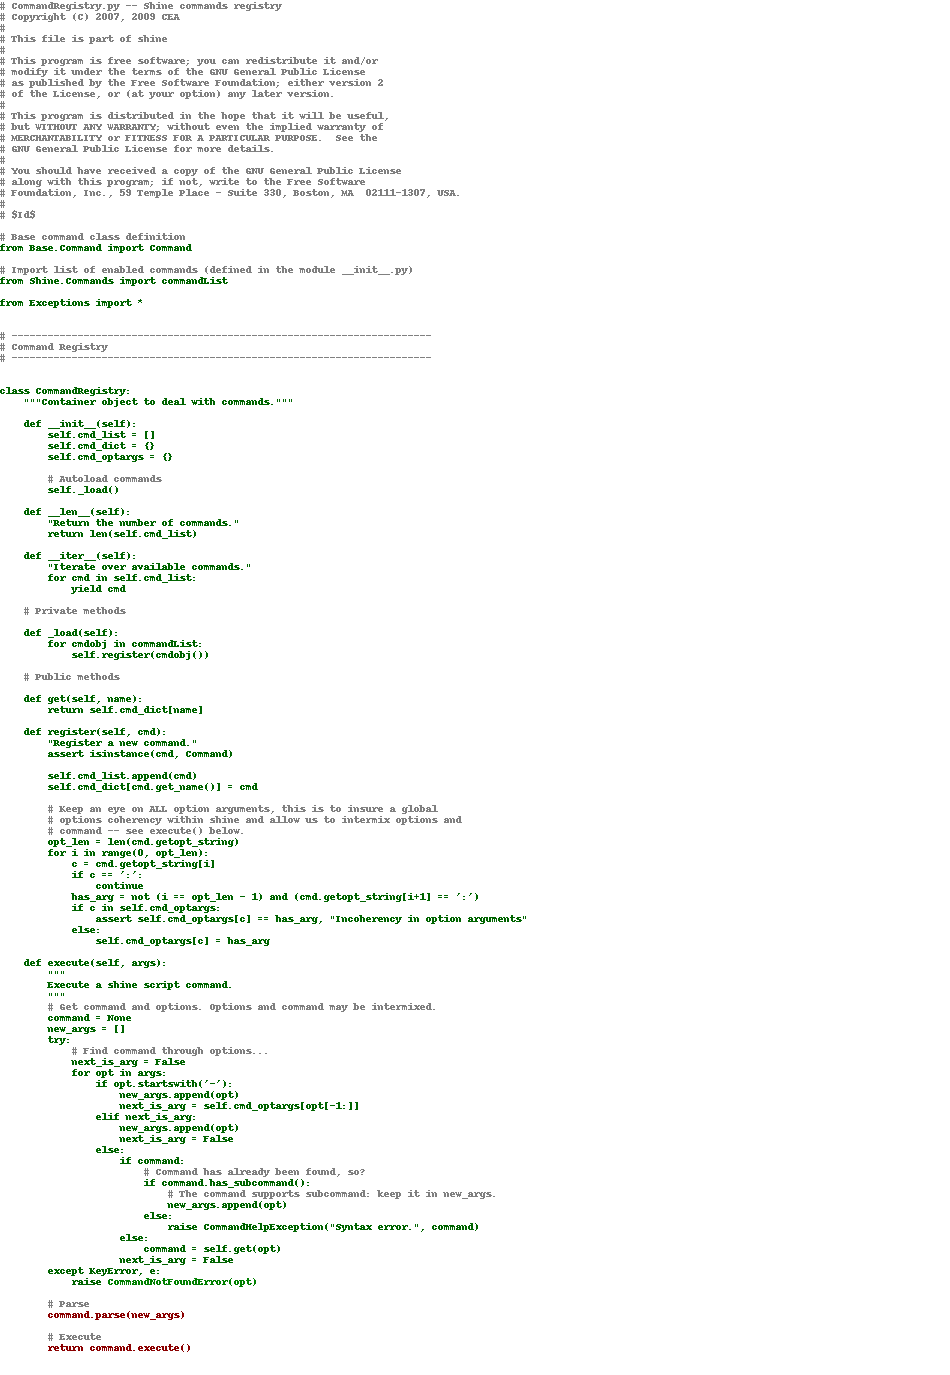 # CommandRegistry.py -- Shine commands registry
# Copyright (C) 2007, 2009 CEA
#
# This file is part of shine
#
# This program is free software; you can redistribute it and/or
# modify it under the terms of the GNU General Public License
# as published by the Free Software Foundation; either version 2
# of the License, or (at your option) any later version.
#
# This program is distributed in the hope that it will be useful,
# but WITHOUT ANY WARRANTY; without even the implied warranty of
# MERCHANTABILITY or FITNESS FOR A PARTICULAR PURPOSE.  See the
# GNU General Public License for more details.
#
# You should have received a copy of the GNU General Public License
# along with this program; if not, write to the Free Software
# Foundation, Inc., 59 Temple Place - Suite 330, Boston, MA  02111-1307, USA.
#
# $Id$

# Base command class definition
from Base.Command import Command

# Import list of enabled commands (defined in the module __init__.py)
from Shine.Commands import commandList

from Exceptions import *


# ----------------------------------------------------------------------
# Command Registry
# ----------------------------------------------------------------------


class CommandRegistry:
    """Container object to deal with commands."""

    def __init__(self):
        self.cmd_list = []
        self.cmd_dict = {}
        self.cmd_optargs = {}

        # Autoload commands
        self._load()

    def __len__(self):
        "Return the number of commands."
        return len(self.cmd_list)

    def __iter__(self):
        "Iterate over available commands."
        for cmd in self.cmd_list:
            yield cmd

    # Private methods

    def _load(self):
        for cmdobj in commandList:
            self.register(cmdobj())

    # Public methods

    def get(self, name):
        return self.cmd_dict[name]

    def register(self, cmd):
        "Register a new command."
        assert isinstance(cmd, Command)

        self.cmd_list.append(cmd)
        self.cmd_dict[cmd.get_name()] = cmd

        # Keep an eye on ALL option arguments, this is to insure a global
        # options coherency within shine and allow us to intermix options and
        # command -- see execute() below.
        opt_len = len(cmd.getopt_string)
        for i in range(0, opt_len):
            c = cmd.getopt_string[i]
            if c == ':':
                continue
            has_arg = not (i == opt_len - 1) and (cmd.getopt_string[i+1] == ':')
            if c in self.cmd_optargs:
                assert self.cmd_optargs[c] == has_arg, "Incoherency in option arguments"
            else:
                self.cmd_optargs[c] = has_arg

    def execute(self, args):
        """
        Execute a shine script command.
        """
        # Get command and options. Options and command may be intermixed.
        command = None
        new_args = []
        try:
            # Find command through options...
            next_is_arg = False
            for opt in args:
                if opt.startswith('-'):
                    new_args.append(opt)
                    next_is_arg = self.cmd_optargs[opt[-1:]]
                elif next_is_arg:
                    new_args.append(opt)
                    next_is_arg = False
                else:
                    if command:
                        # Command has already been found, so?
                        if command.has_subcommand():
                            # The command supports subcommand: keep it in new_args.
                            new_args.append(opt)
                        else:
                            raise CommandHelpException("Syntax error.", command)
                    else:
                        command = self.get(opt)
                    next_is_arg = False
        except KeyError, e:
            raise CommandNotFoundError(opt)

        # Parse
        command.parse(new_args)

        # Execute
        return command.execute()